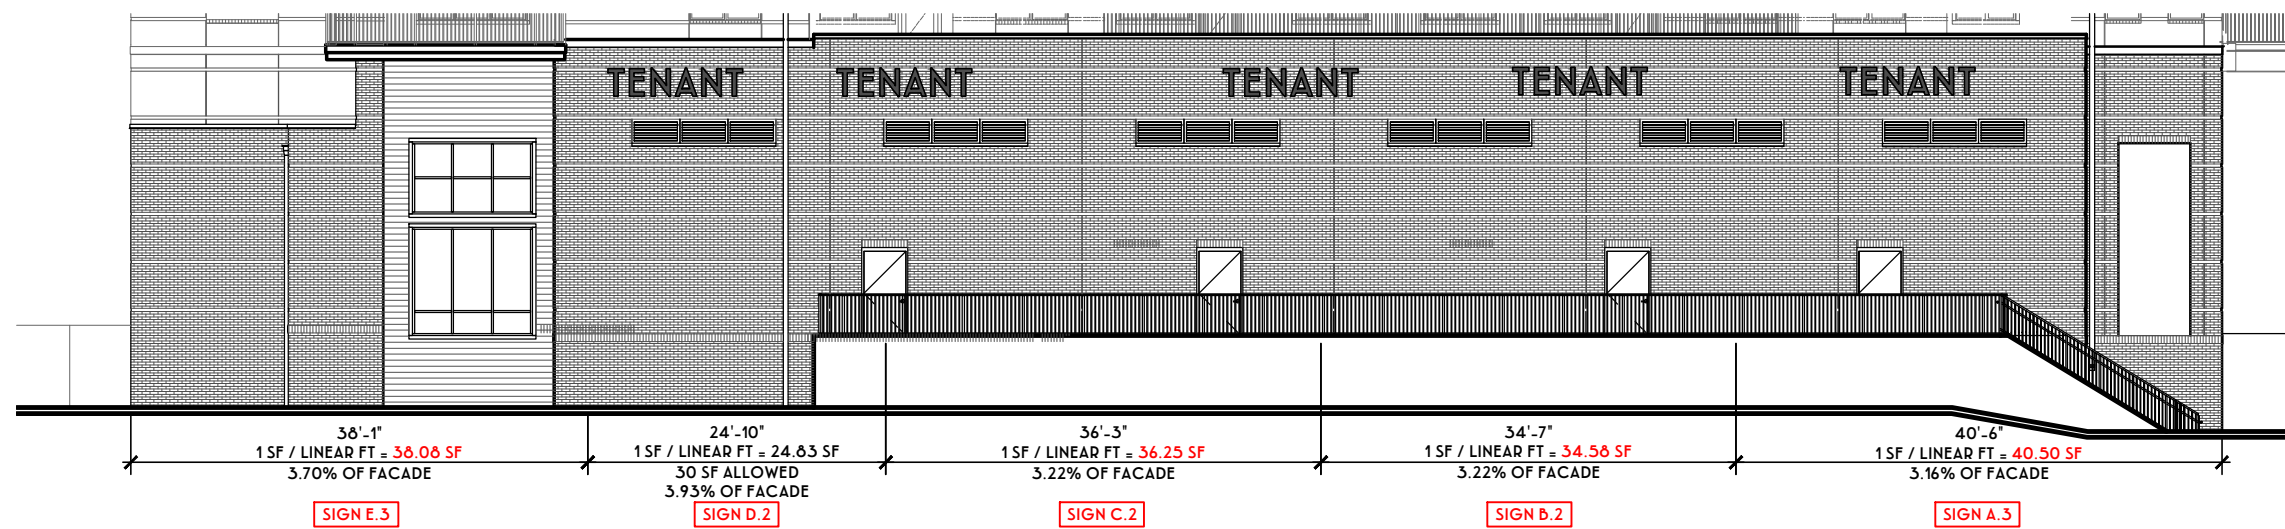 TENANT TENANT TENANT TENANT TENANT
38'-1"
1 SF / LINEAR FT = 38.08 SF
3.70% OF FACADE
SIGN E.3
24'-10"
1 SF / LINEAR FT = 24.83 SF
30 SF ALLOWED
3.93% OF FACADE
SIGN D.2
36'-3"
1 SF / LINEAR FT = 36.25 SF
3.22% OF FACADE
SIGN C.2
34'-7"
1 SF / LINEAR FT = 34.58 SF
3.22% OF FACADE
SIGN B.2
40'-6"
1 SF / LINEAR FT = 40.50 SF
3.16% OF FACADE
SIGN A.3